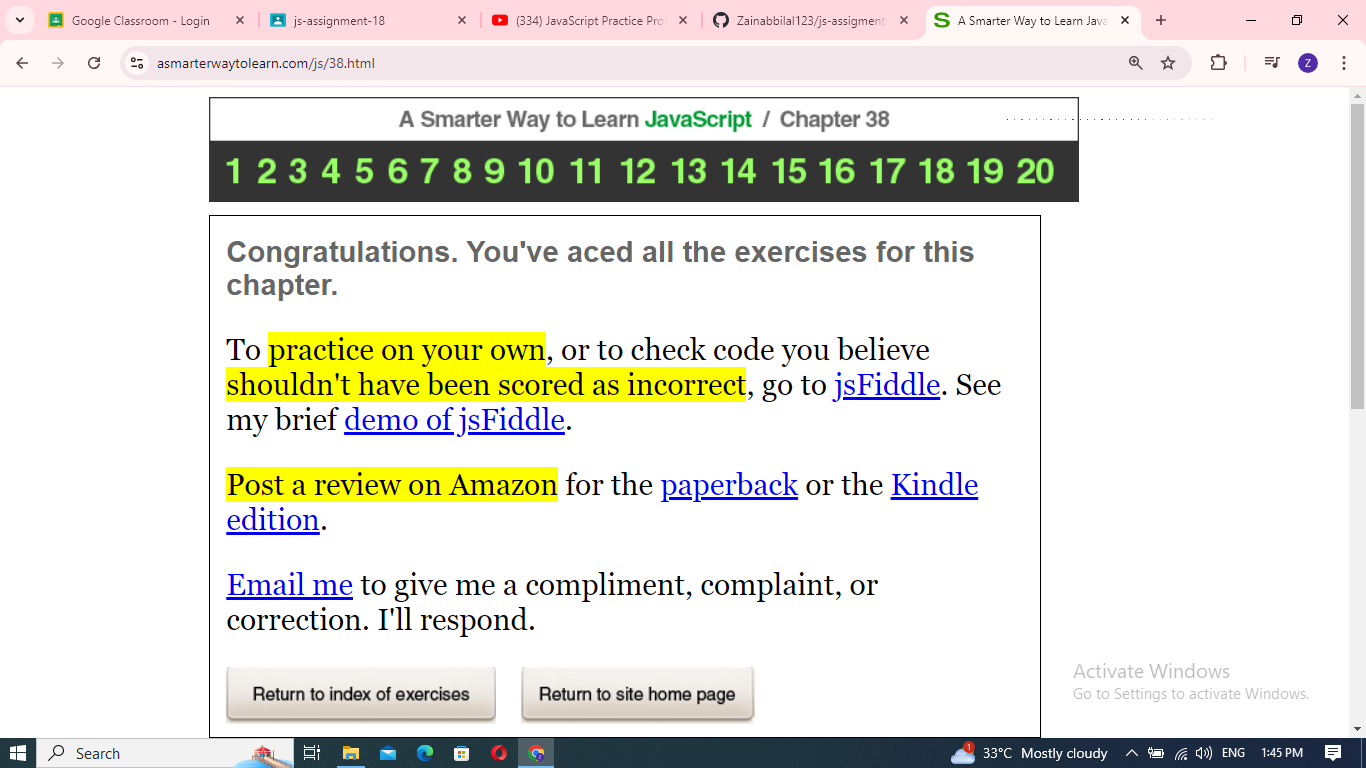 Google Classroom - Login
js-assignment-18
(334) JavaScript Practice Pro
Zainabbilal123/js-assigment
A Smarter Way to Learn Java
asmarterwaytolearn.com/js/38.html
Z
A Smarter Way to Learn JavaScript / Chapter 38
1 2 3 4 5 6 7 8 9 10 11 12 13 14 15 16 17 18 19 20
Congratulations. You've aced all the exercises for this
chapter.
To practice on your own, or to check code you believe
shouldn't have been scored as incorrect, go to jsFiddle. See
my brief demo of jsFiddle.
Post a review on Amazon for the paperback or the Kindle
edition.
Email me to give me a compliment, complaint, or
correction. I'll respond.
Return to index of exercises
Return to site home page
Activate Windows
Go to Settings to activate Windows.
Search
1
33°C Mostly cloudy
ENG
1:45 PM